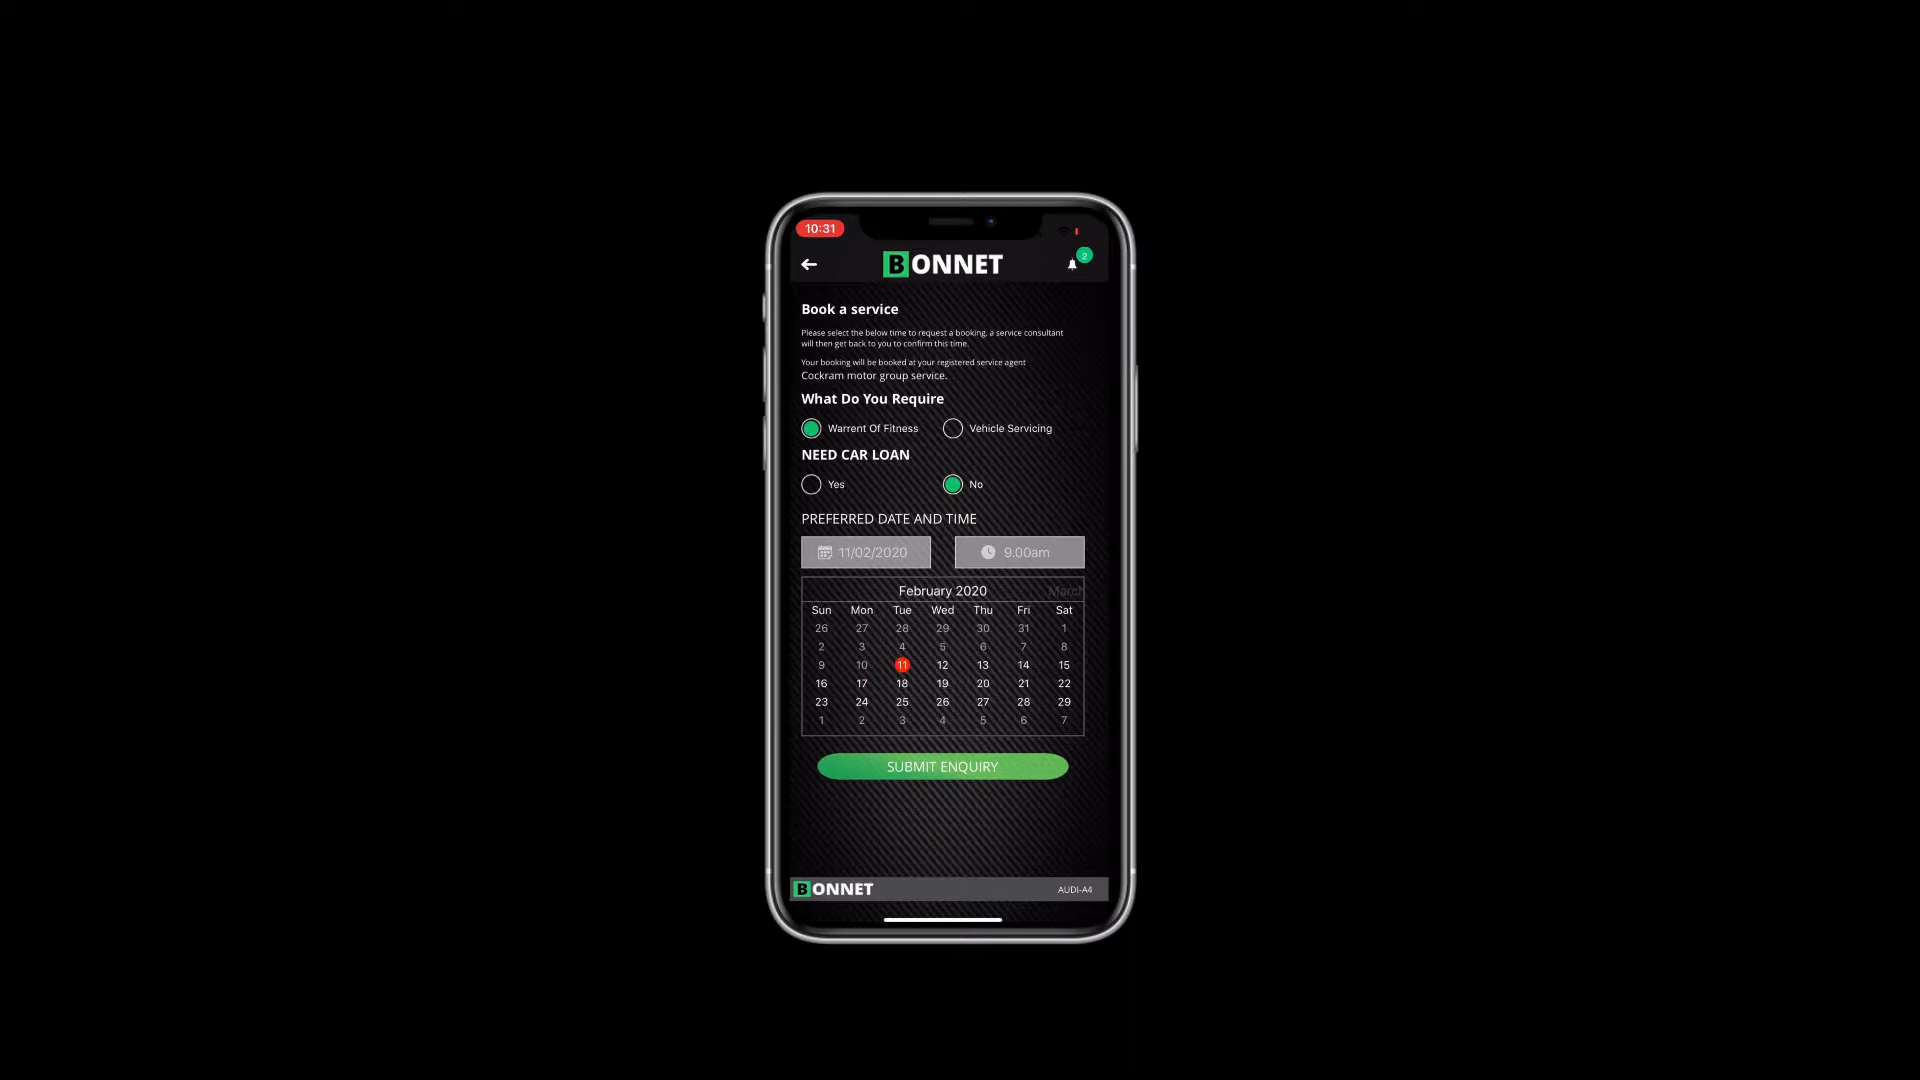 10:31
BONNET
2
Book a service
Please select the below time to request a booking, a service consultant
will then get back to you to confirm this time.
Your booking will be booked at your registered service agent
Cockram motor group service.
What Do You Require
Warrent Of Fitness Vehicle Servicing
NEED CAR LOAN
Yes No
PREFERRED DATE AND TIME
11/02/2020 9.00am
February 2020 March
Sun Mon Tue Wed Thu Fri Sat
26 27 28 29 30 31 1
2 3 4 5 6 7 8
9 10 11 12 13 14 15
16 17 18 19 20 21 22
23 24 25 26 27 28 29
1 2 3 4 5 6 7
SUBMIT ENQUIRY
BONNET AUDI-A4